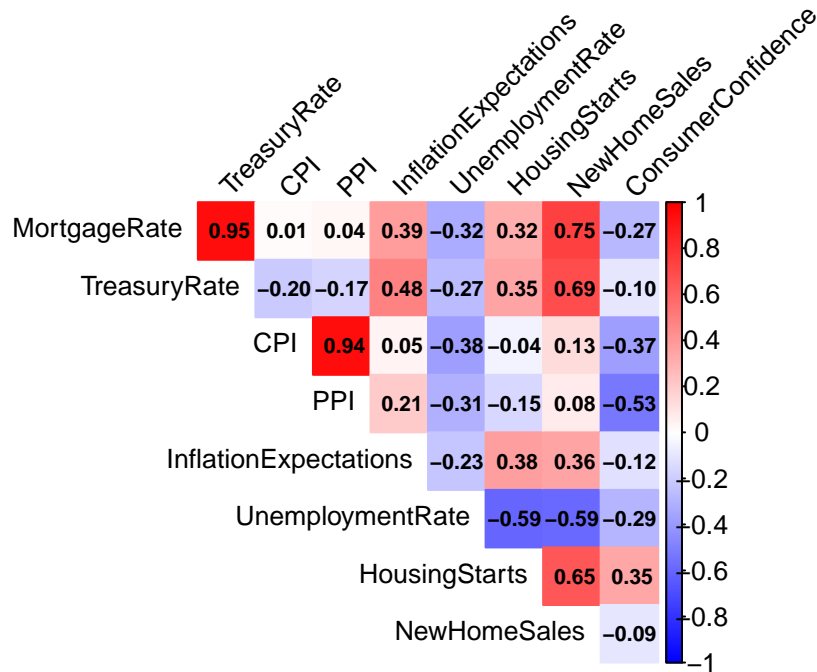 TreasuryRate
CPI
PPI
InflationExpectations
UnemploymentRate
HousingStarts
NewHomeSales
ConsumerConfidence
MortgageRate 0.95 0.01 0.04 0.39 −0.32 0.32 0.75 −0.27
TreasuryRate −0.20 −0.17 0.48 −0.27 0.35 0.69 −0.10
CPI 0.94 0.05 −0.38 −0.04 0.13 −0.37
PPI 0.21 −0.31 −0.15 0.08 −0.53
InflationExpectations −0.23 0.38 0.36 −0.12
UnemploymentRate −0.59 −0.59 −0.29
HousingStarts 0.65 0.35
NewHomeSales −0.09
1
0.8
0.6
0.4
0.2
0
−0.2
−0.4
−0.6
−0.8
−1